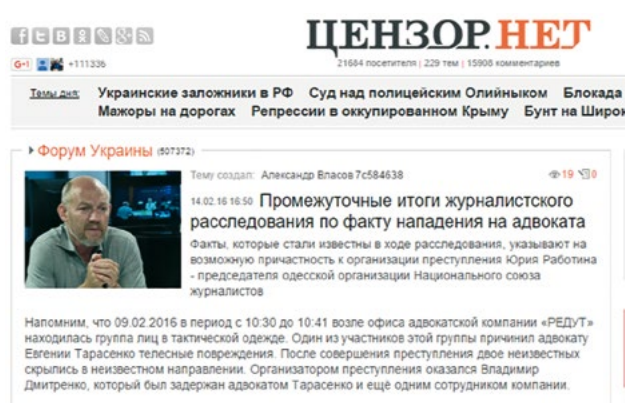 ЦЕНЗОР.НЕТ
21684 посетителя | 229 тем | 15908 комментариев
G+1 +111336
Темы дня: Украинские заложники в РФ Суд над полицейским Олийныком Блокада
Мажоры на дорогах Репрессии в оккупированном Крыму Бунт на Широк
Форум Украины (507372)
Тему создал: Александр Власов 7c584638 19 0
14.02.16 16:50 Промежуточные итоги журналистского
расследования по факту нападения на адвоката
Факты, которые стали известны в ходе расследования, указывают на
возможную причастность к организации преступления Юрия Работина
- председателя одесской организации Национального союза
журналистов
Напомним, что 09.02.2016 в период с 10:30 до 10:41 возле офиса адвокатской компании «РЕДУТ»
находилась группа лиц в тактической одежде. Один из участников этой группы причинил адвокату
Евгении Тарасенко телесные повреждения. После совершения преступления двое неизвестных
скрылись в неизвестном направлении. Организатором преступления оказался Владимир
Дмитренко, который был задержан адвокатом Тарасенко и ещё одним сотрудником компании.